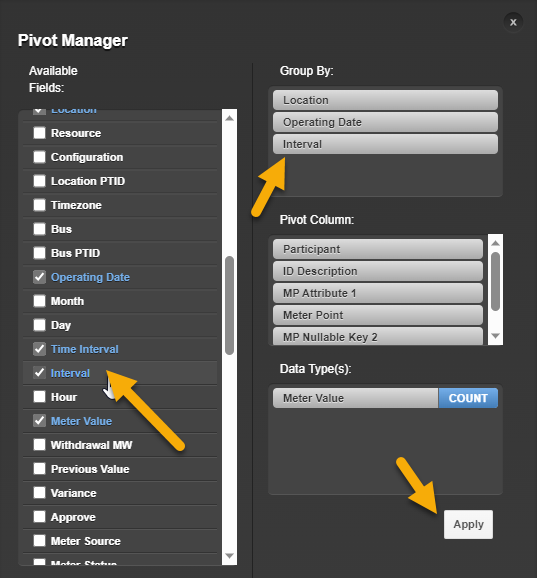 x
Pivot Manager
Available
Fields:
Location
Resource
Configuration
Location PTID
Timezone
Bus
Bus PTID
Operating Date
Month
Day
Time Interval
Interval
Hour
Meter Value
Withdrawal MW
Previous Value
Variance
Approve
Meter Source
Meter Status
Group By:
Location
Operating Date
Interval
Pivot Column:
Participant
ID Description
MP Attribute 1
Meter Point
MP Nullable Key 2
Data Type(s):
Meter Value COUNT
Apply